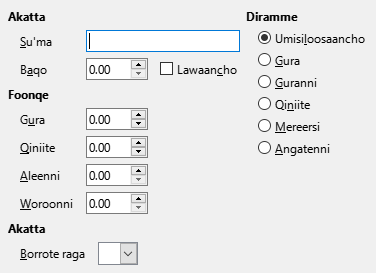 Akatta
Su'ma
Baqo 0.00 Lawaancho
Foonqe
Gura 0.00
Qiniite 0.00
Aleenni 0.00
Woroonni 0.00
Akatta
Borrote raga
Diramme
Umisiloosaancho
Gura
Guranni
Qiniite
Mereersi
Angatenni